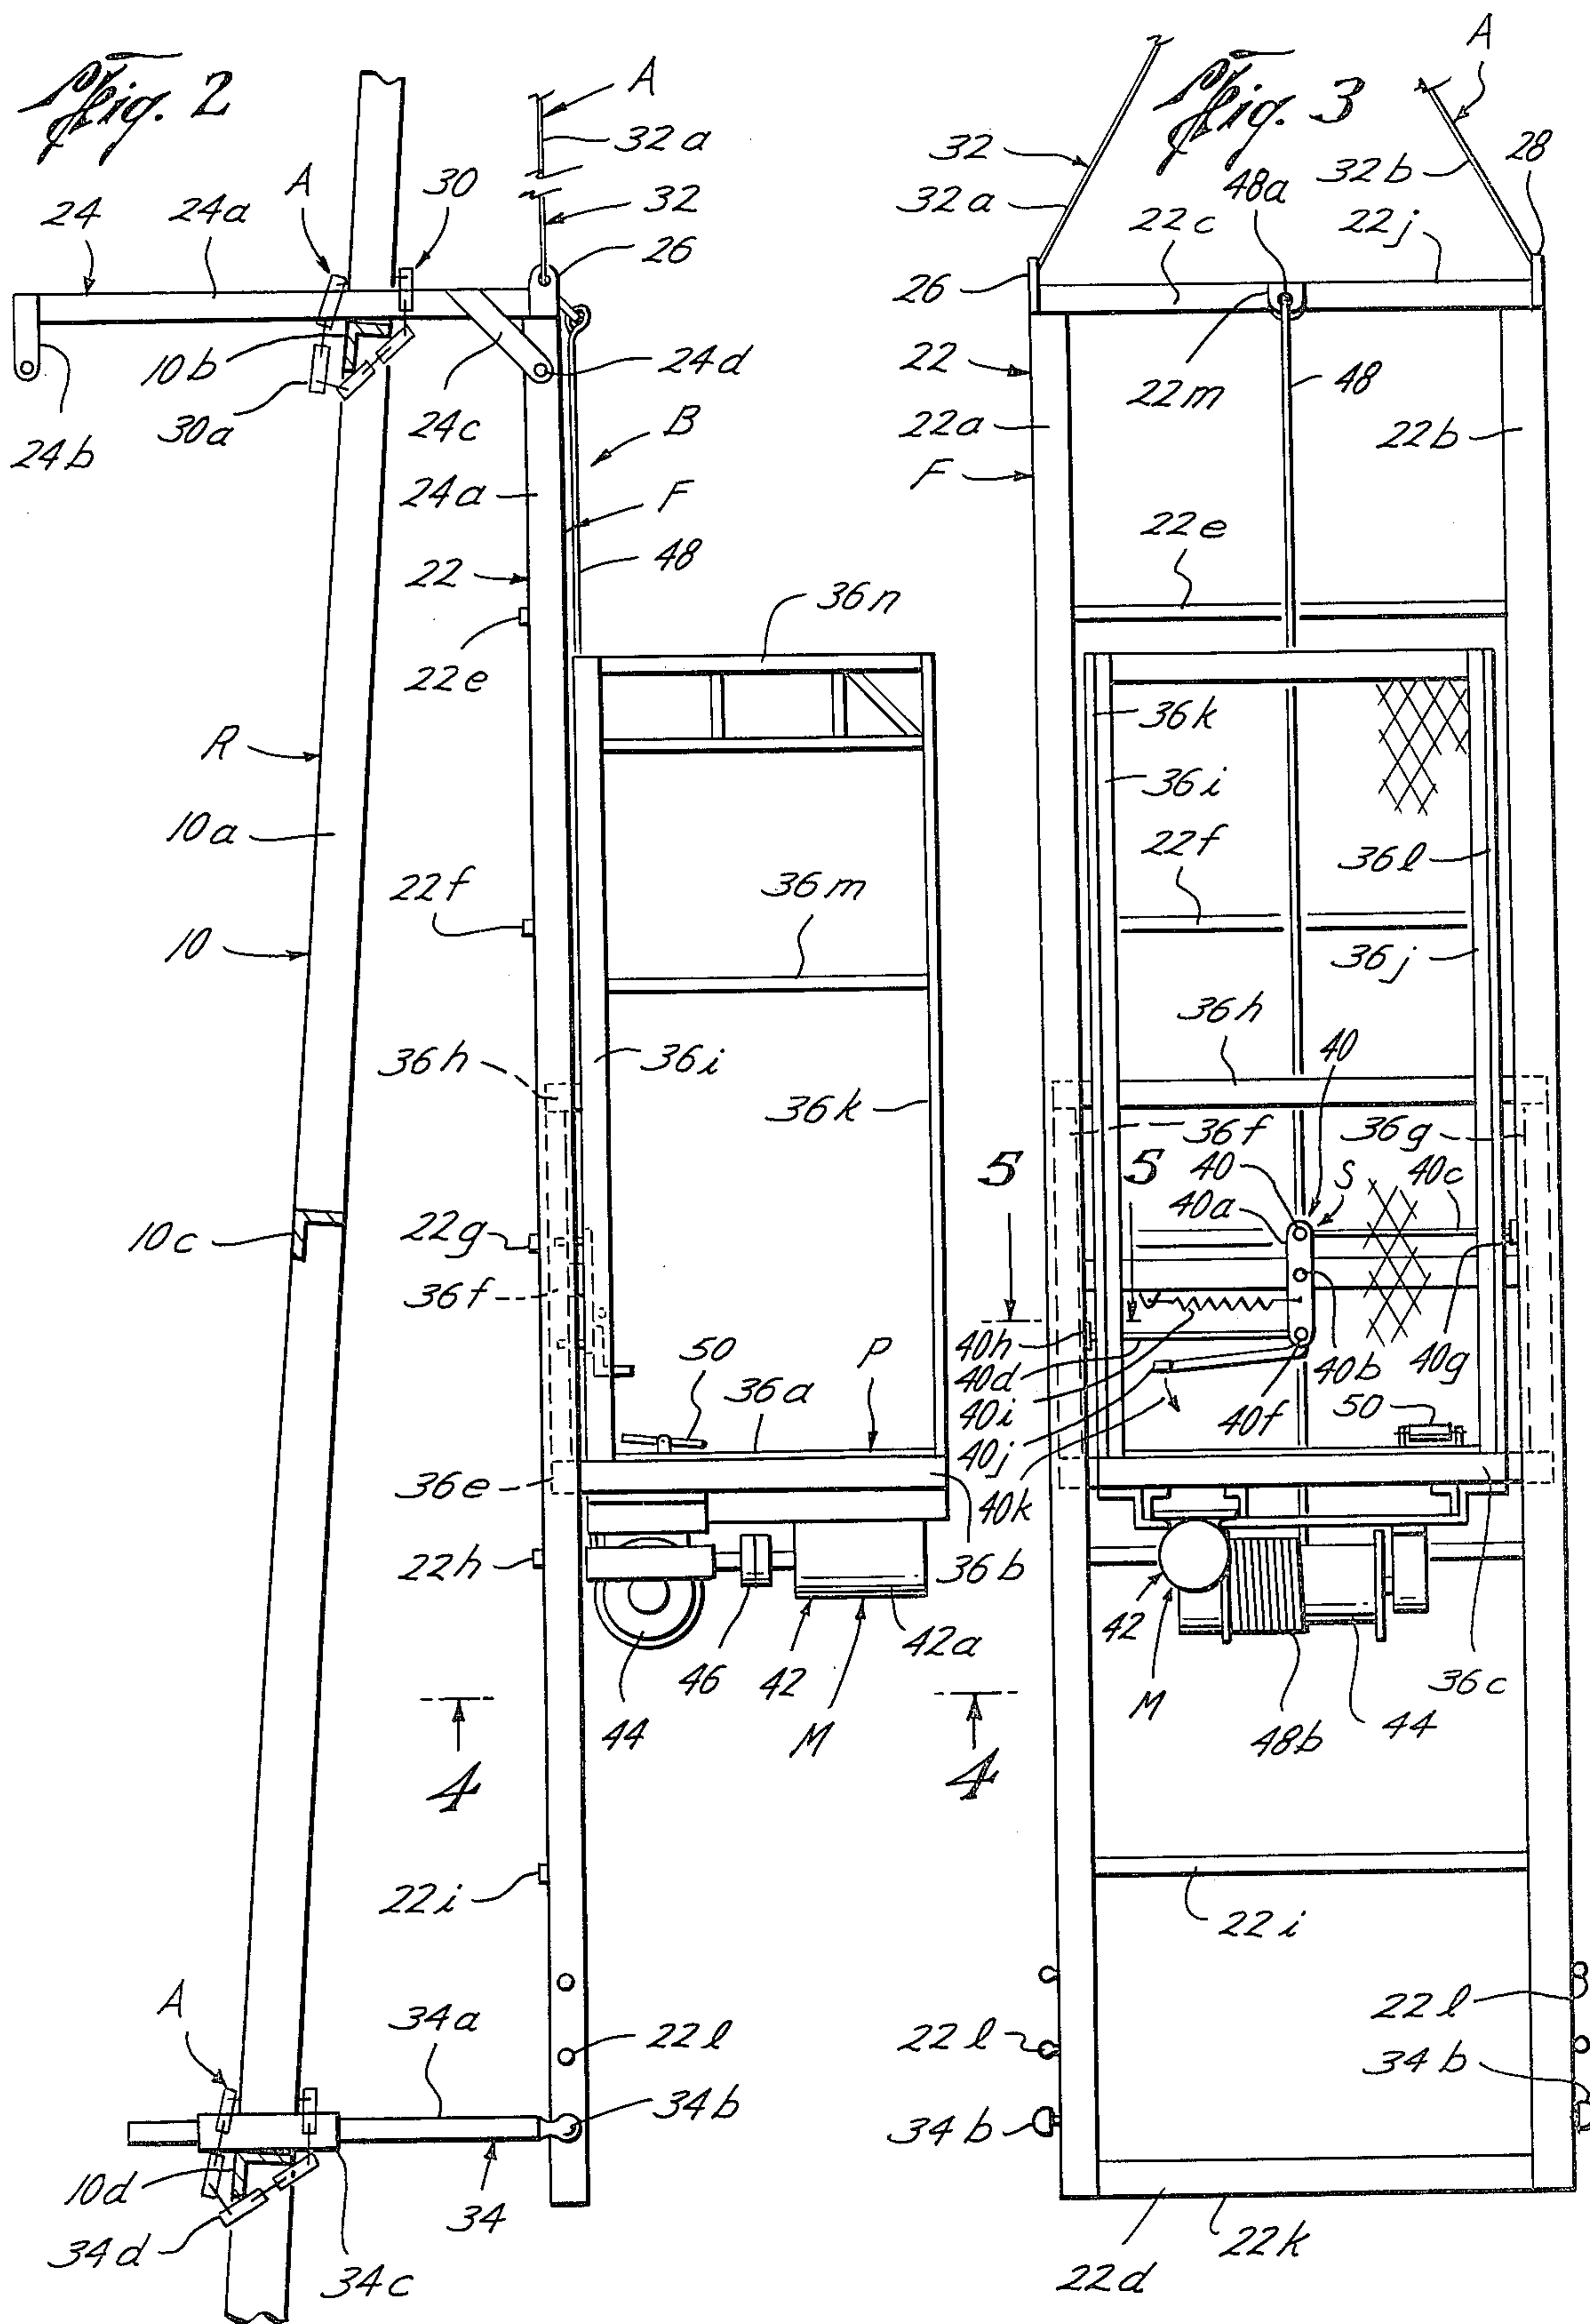 Fig. 2
A
32a
32
26
A
30
24
24a
10b
30a
24b
24c
24d
B
24a
F
22
48
22e
36n
R
10a
10
22f
36m
36h
36i
36k
10c
22g
36f
50
36a
P
36e
22h
36b
44
46
42
42a
M
4
22i
A
34a
22l
34b
10d
34d
34c
34
Fig. 3
A
32
32a
48a
32b
28
22c
22j
26
22
22m
48
22a
22b
F
22e
36k
36i
22f
36l
36j
36h
40
36f
36g
5
5
40
40a
S
40c
40h
40d
40i
40j
40k
40b
40g
40f
50
42
M
48b
44
36c
4
22i
22l
22l
34b
34b
22d
22k